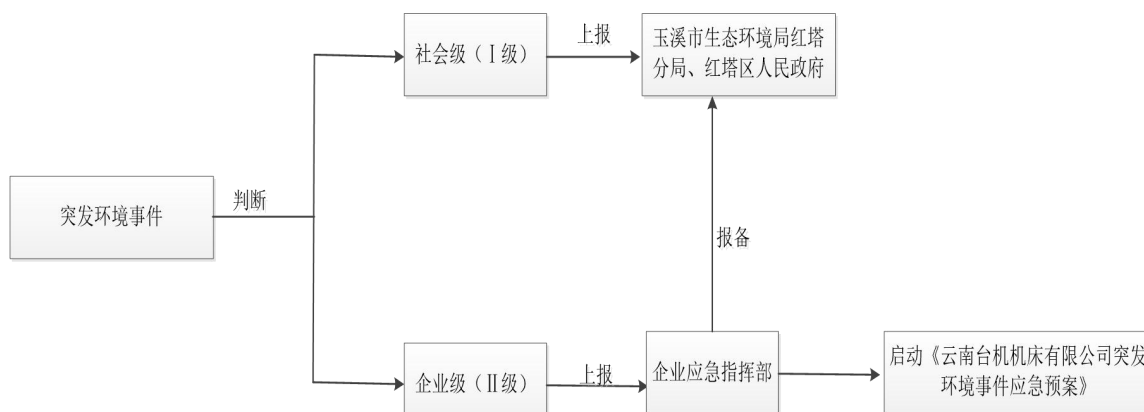 社会级（Ⅰ级）
上报
玉溪市生态环境局红塔
分局、红塔区人民政府
突发环境事件
判断
报备
企业级（Ⅱ级）
上报
企业应急指挥部
启动《云南台机机床有限公司突发
环境事件应急预案》